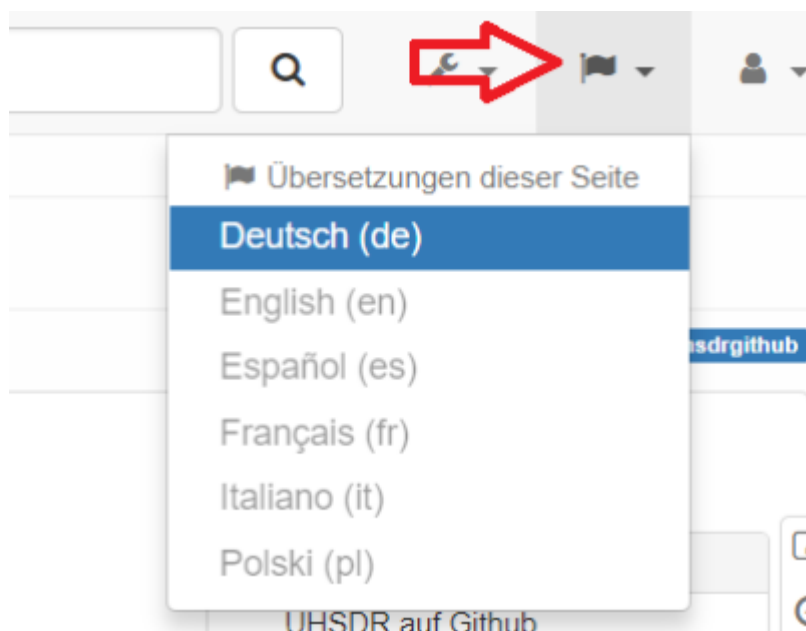 Übersetzungen dieser Seite
Deutsch (de)
English (en)
Español (es)
Français (fr)
Italiano (it)
Polski (pl)
UHSDR auf Github